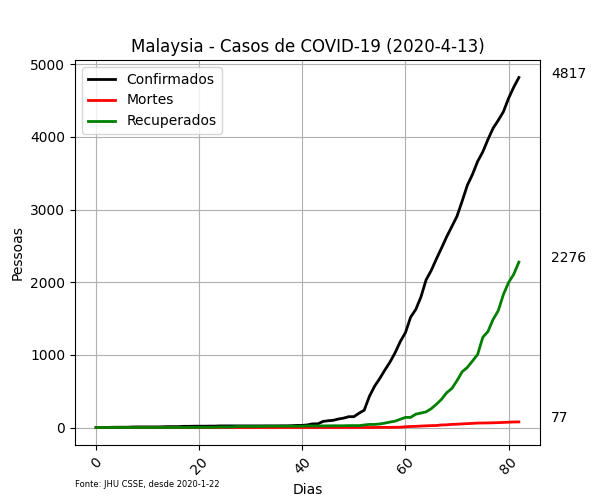 Malaysia - Casos de COVID-19 (2020-4-13)
Confirmados
Mortes
Recuperados
Pessoas
5000
4000
3000
2000
1000
0
4817
2276
77
0
20
40
60
80
Dias
Fonte: JHU CSSE, desde 2020-1-22